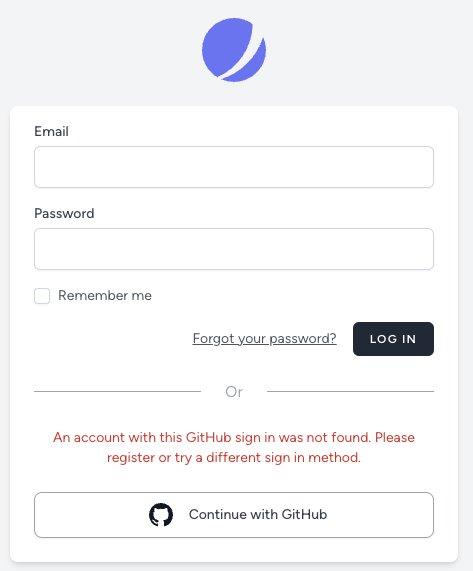 Email
Password
Remember me
Forgot your password?
LOG IN
Or
An account with this GitHub sign in was not found. Please
register or try a different sign in method.
Continue with GitHub